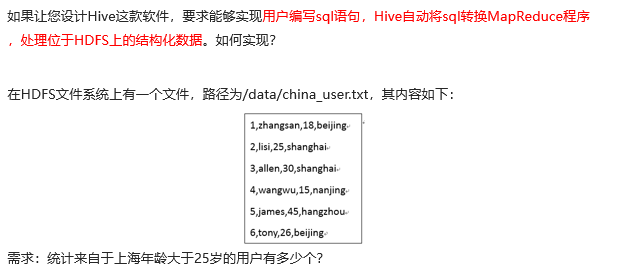 如果让您设计Hive这款软件，要求能够实现用户编写sql语句，Hive自动将sql转换MapReduce程序
，处理位于HDFS上的结构化数据。如何实现？
在HDFS文件系统上有一个文件，路径为/data/china_user.txt，其内容如下：
1,zhangsan,18,beijing
2,lisi,25,shanghai
3,allen,30,shanghai
4,wangwu,15,nanjing
5,james,45,hangzhou
6,tony,26,beijing
需求：统计来自于上海年龄大于25岁的用户有多少个？